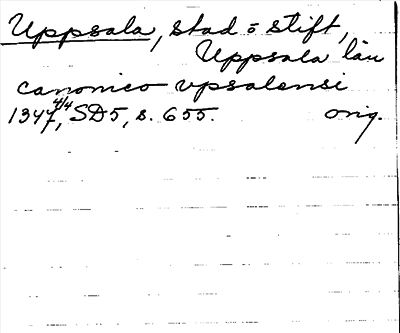 Uppsala, stad o stift,
Uppsala län
canonico vpsalensi
1347 4/4, SD5, s. 655. orig.